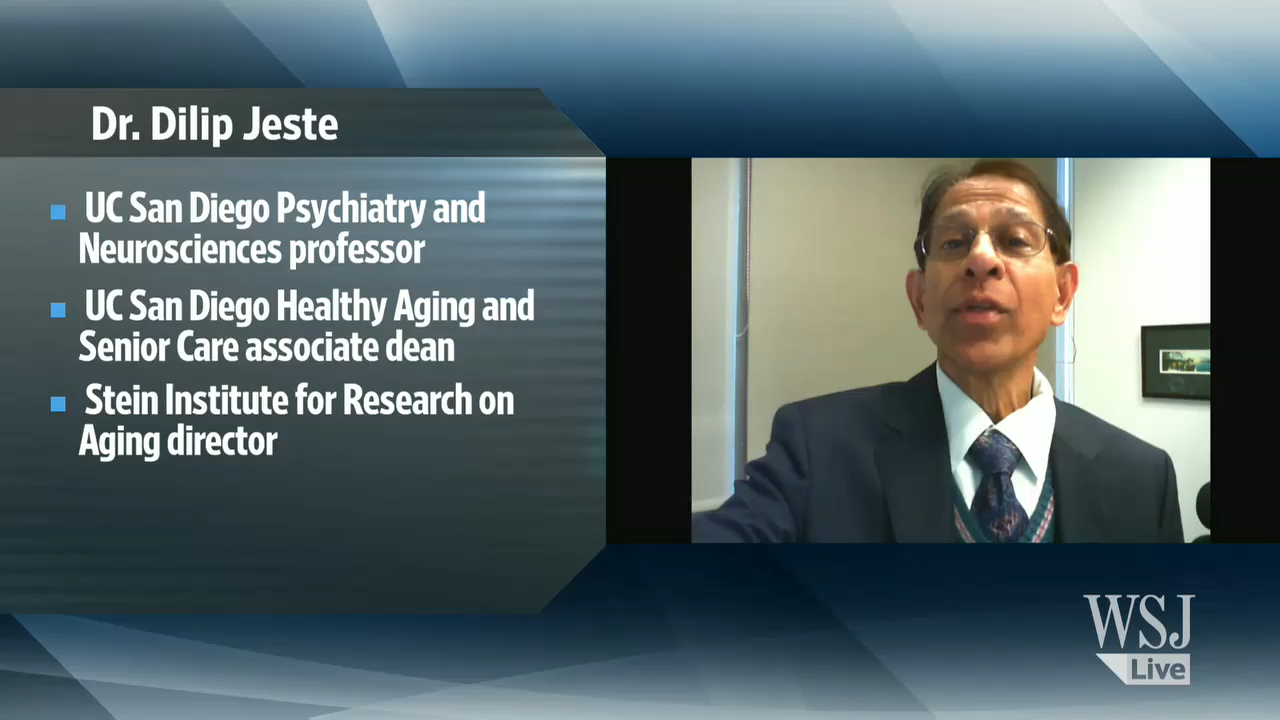 Dr. Dilip Jeste
UC San Diego Psychiatry and
Neurosciences professor
UC San Diego Healthy Aging and
Senior Care associate dean
Stein Institute for Research on
Aging director
WSJ
Live